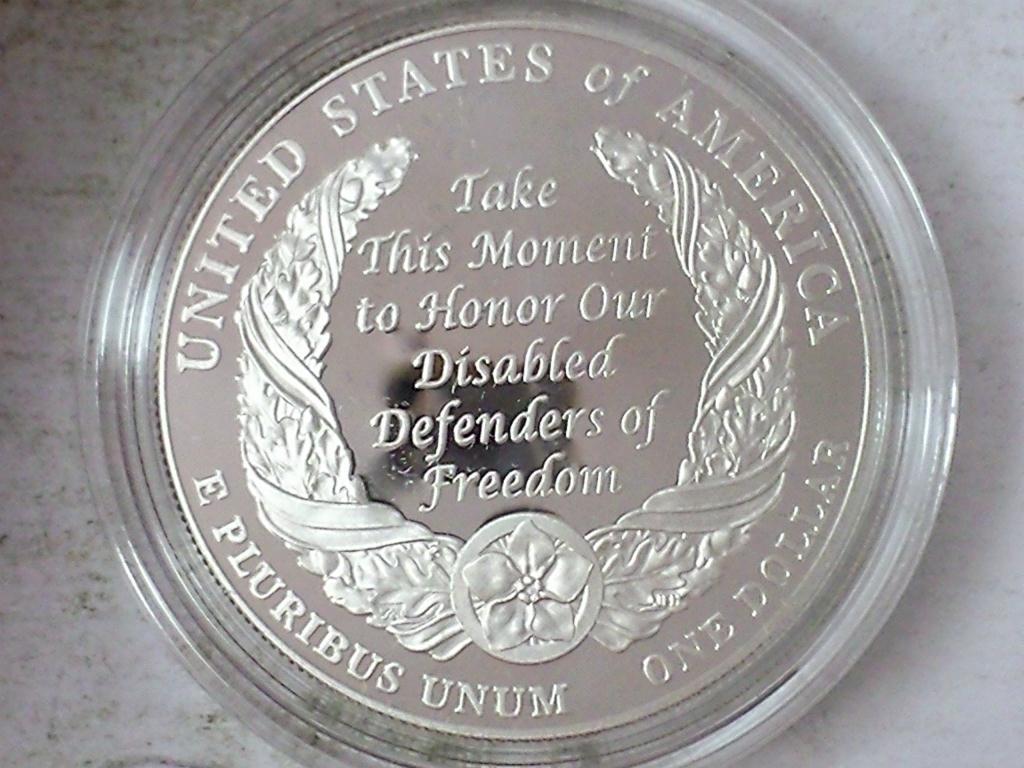 UNITED STATES of AMERICA
Take
This Moment
to Honor Our
Disabled
Defenders of
Freedom
E PLURIBUS UNUM
ONE DOLLAR